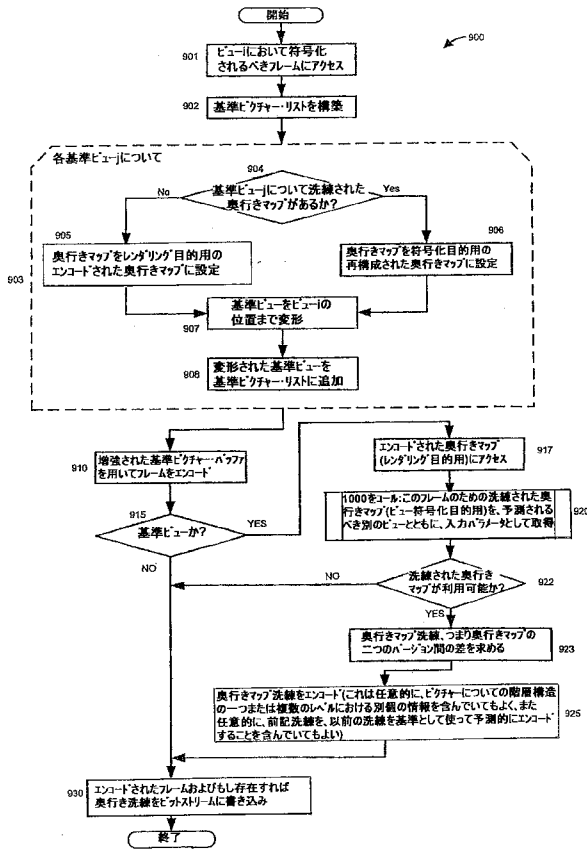 開始
900
901
ビューiにおいて符号化
されるべきフレームにアクセス
902
基準ピクチャー・リストを構築
各基準ビューjについて
903
904
基準ビューjについて洗練された
奥行きマップがあるか?
No
Yes
905
奥行きマップをレンダリング目的用の
エンコードされた奥行きマップに設定
906
奥行きマップを符号化目的用の
再構成された奥行きマップに設定
907
基準ビューをビューiの
位置まで変形
908
変形された基準ビューを
基準ピクチャー・リストに追加
910
増強された基準ピクチャー・バッファ
を用いてフレームをエンコード
915
基準ビューか?
YES
NO
917
エンコードされた奥行きマップ
(レンダリング目的用)にアクセス
920
1000をコール:このフレームのための洗練された奥
行きマップ(ビュー符号化目的用)を、予測される
べき別のビューとともに、入力パラメータとして取得
922
洗練された奥行き
マップが利用可能か?
NO
YES
923
奥行きマップ洗練、つまり奥行きマップの
二つのバージョン間の差を求める
925
奥行きマップ洗練をエンコード(これは任意的に、ピクチャーについての階層構造
の一つまたは複数のレベルにおける別個の情報を含んでいてもよく、また
任意的に、前記洗練を、以前の洗練を基準として使って予測的にエンコード
することを含んでいてもよい)
930
エンコードされたフレームおよびもし存在すれば
奥行き洗練をビットストリームに書き込み
終了